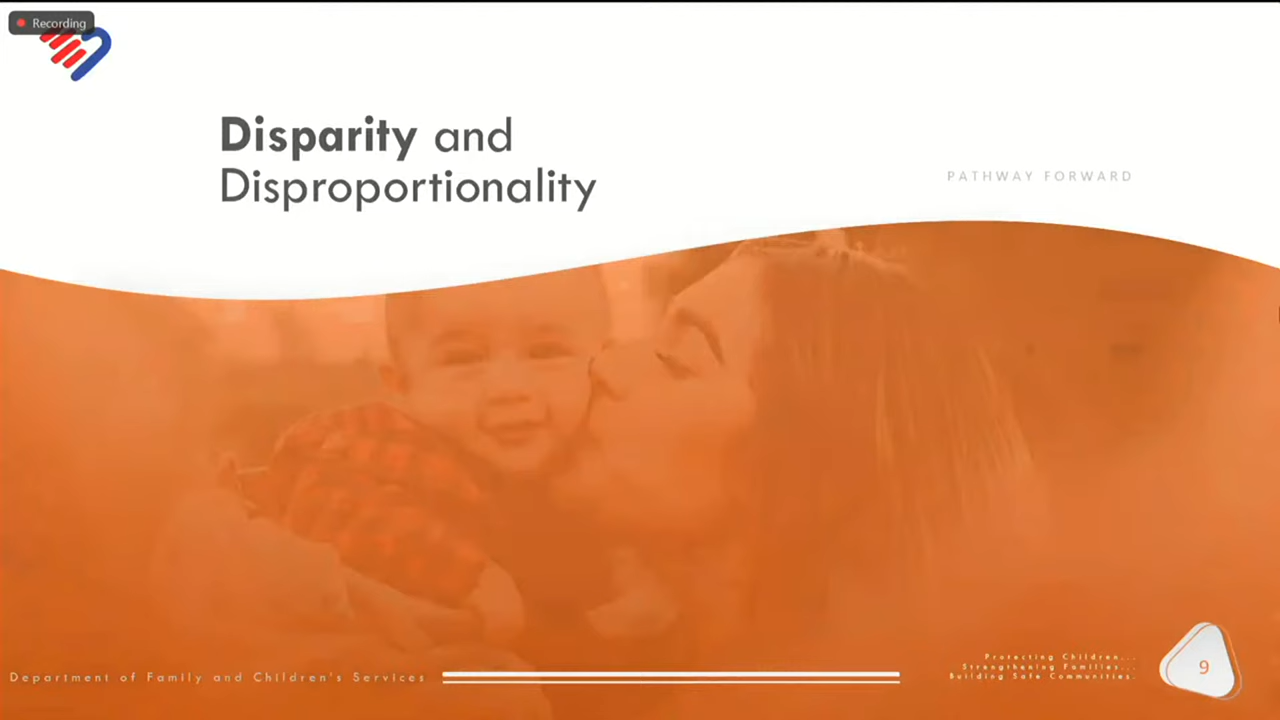 Recording
Disparity and
Disproportionality
PATHWAY FORWARD
Department of Family and Children's Services
Protecting Children...
Strengthening Families...
Building Safe Communities.
9